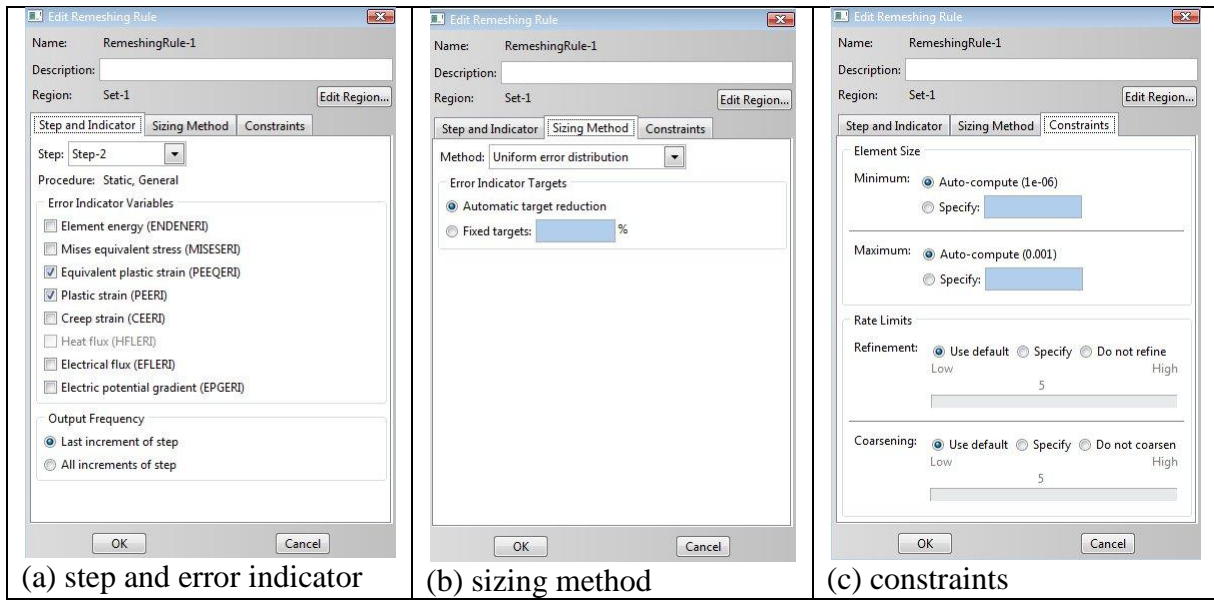 Edit Remeshing Rule
Name: RemeshingRule-1
Description:
Region: Set-1 Edit Region...
Step and Indicator Sizing Method Constraints
Step: Step-2
Procedure: Static, General
Error Indicator Variables
Element energy (ENDENERI)
Mises equivalent stress (MISESERI)
Equivalent plastic strain (PEEQERI)
Plastic strain (PEERI)
Creep strain (CEERI)
Heat flux (HFLERI)
Electrical flux (EFLERI)
Electric potential gradient (EPGERI)
Output Frequency
Last increment of step
All increments of step
OK Cancel
(a) step and error indicator
Edit Remeshing Rule
Name: RemeshingRule-1
Description:
Region: Set-1 Edit Region...
Step and Indicator Sizing Method Constraints
Method: Uniform error distribution
Error Indicator Targets
Automatic target reduction
Fixed targets: %
OK Cancel
(b) sizing method
Edit Remeshing Rule
Name: RemeshingRule-1
Description:
Region: Set-1 Edit Region...
Step and Indicator Sizing Method Constraints
Element Size
Minimum: Auto-compute (1e-06)
Specify:
Maximum: Auto-compute (0.001)
Specify:
Rate Limits
Refinement: Use default Specify Do not refine
Low High
5
Coarsening: Use default Specify Do not coarsen
Low High
5
OK Cancel
(c) constraints